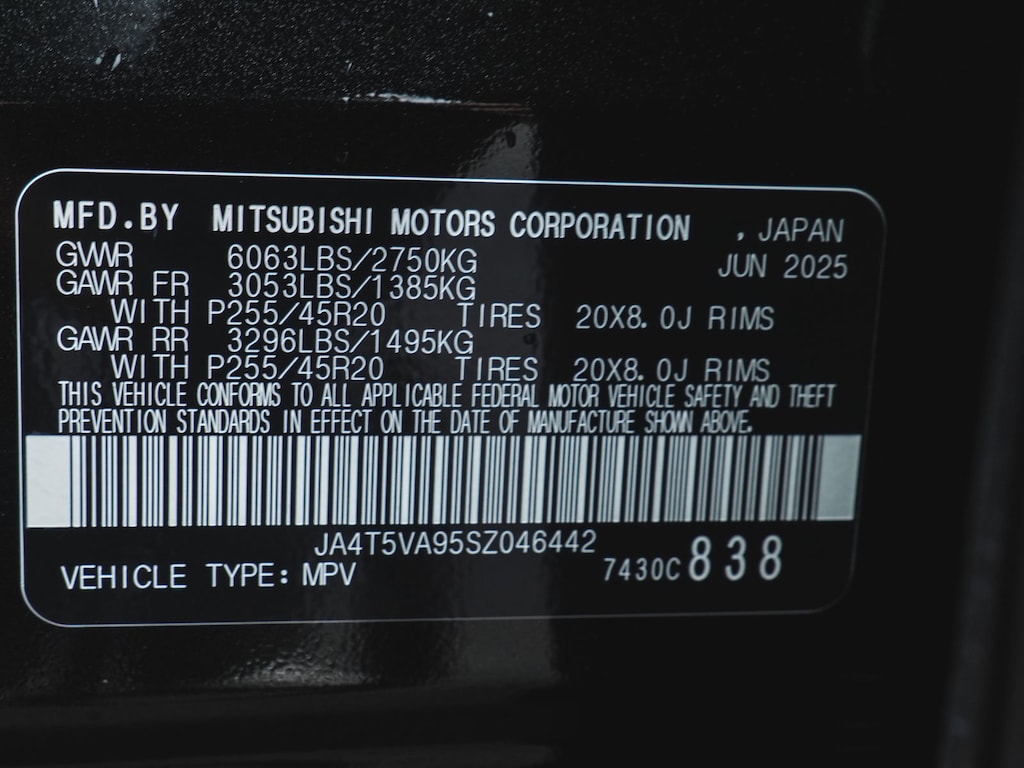 MFD.BY MITSUBISHI MOTORS CORPORATION , JAPAN
GVWR 6063LBS/2750KG JUN 2025
GAWR FR 3053LBS/1385KG
WITH P255/45R20 TIRES 20X8.0J RIMS
GAWR RR 3296LBS/1495KG
WITH P255/45R20 TIRES 20X8.0J RIMS
THIS VEHICLE CONFORMS TO ALL APPLICABLE FEDERAL MOTOR VEHICLE SAFETY AND THEFT
PREVENTION STANDARDS IN EFFECT ON THE DATE OF MANUFACTURE SHOWN ABOVE.
JA4T5VA95SZ046442
VEHICLE TYPE: MPV 7430C 838